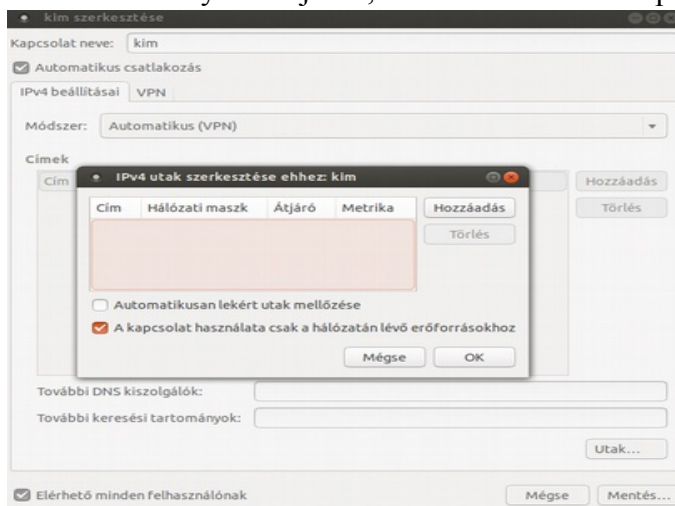 kim szerkesztése
Kapcsolat neve: kim
Automatikus csatlakozás
IPv4 beállításai VPN
Módszer: Automatikus (VPN)
Címek
Cím Hozzáadás
Törlés
IPv4 utak szerkesztése ehhez: kim
Cím Hálózati maszk Átjáró Metrika Hozzáadás
Törlés
Automatikusan lekért utak mellőzése
A kapcsolat használata csak a hálózatán lévő erőforrásokhoz
Mégse OK
További DNS kiszolgálók:
További keresési tartományok:
Utak...
Elérhető minden felhasználónak Mégse Mentés...